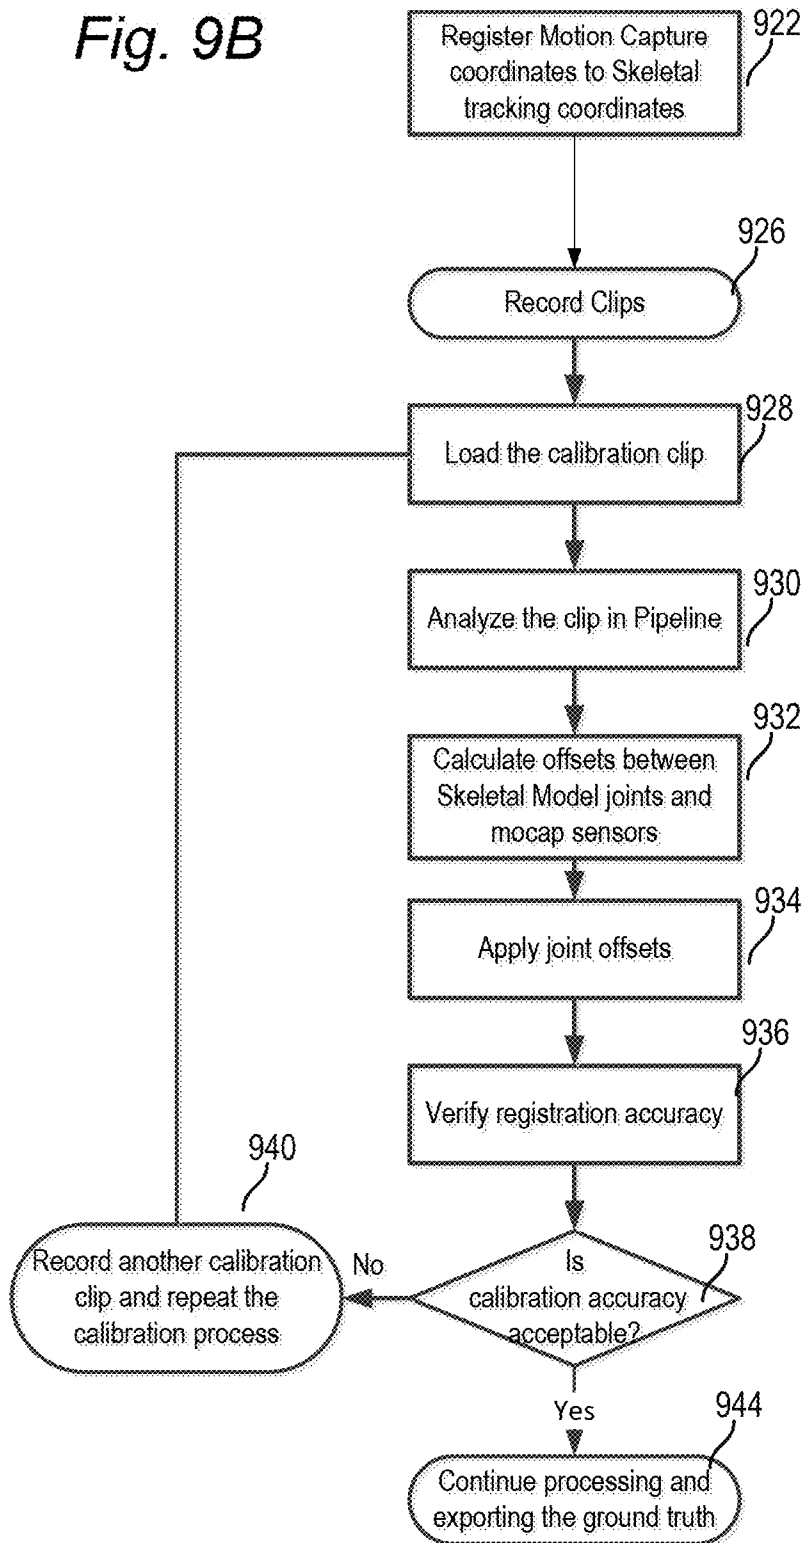 Fig. 9B
Register Motion Capture
coordinates to Skeletal
tracking coordinates
922
926
Record Clips
928
Load the calibration clip
930
Analyze the clip in Pipeline
932
Calculate offsets between
Skeletal Model joints and
mocap sensors
934
Apply joint offsets
936
Verify registration accuracy
940
Record another calibration
clip and repeat the
calibration process
No
938
Is
calibration accuracy
acceptable?
Yes
944
Continue processing and
exporting the ground truth